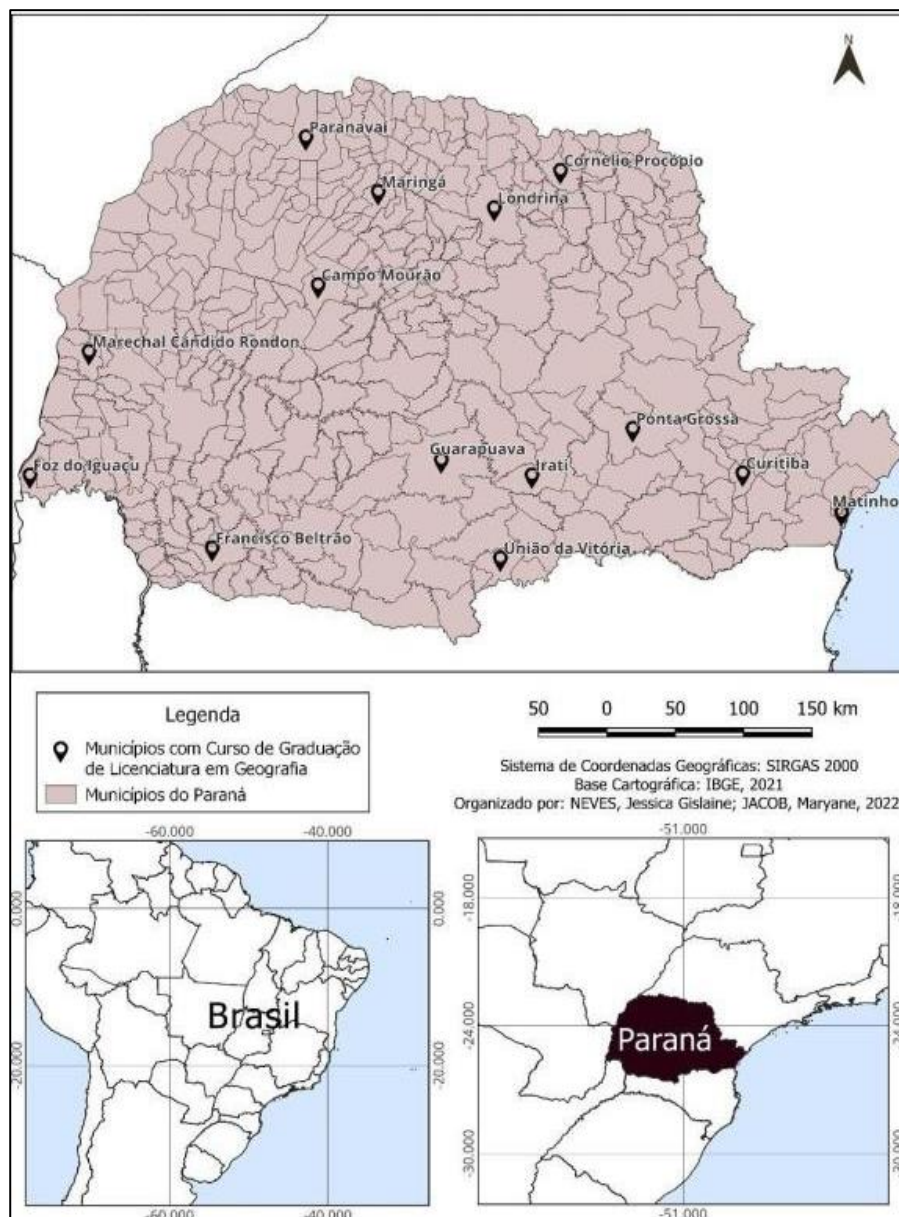 N
Paranavaí
Cornélio Procópio
Maringá
Londrina
Campo Mourão
Marechal Candido Rondon
Ponta Grossa
Guarapuava
Foz do Iguaçu
Irati
Curitiba
Matinho
Francisco Beltrão
União da Vitória
Legenda
Municípios com Curso de Graduação
de Licenciatura em Geografia
Municípios do Paraná
50 0 50 100 150 km
Sistema de Coordenadas Geográficas: SIRGAS 2000
Base Cartográfica: IBGE, 2021
Organizado por: NEVES, Jessica Gislaine; JACOB, Maryane, 2022
-60.000 -40.000
0.000 0.000
Brasil
-20.000 -20.000
-60.000 -40.000
-51.000
-18.000 -18.000
-24.000 -24.000
Paraná
-30.000 -30.000
-51.000